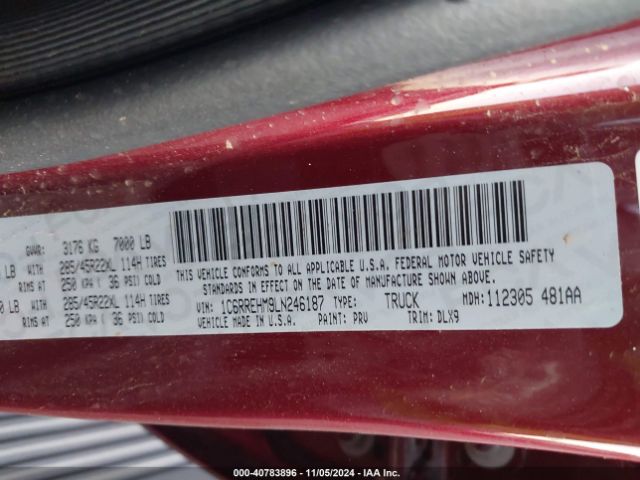 GVWR: 3176 KG 7000 LB
LB WITH 285/45R22XL 114H TIRES
RIMS AT 250 KPA ( 36 PSI) COLD
0 LB WITH 285/45R22XL 114H TIRES
RIMS AT 250 KPA ( 36 PSI) COLD
THIS VEHICLE CONFORMS TO ALL APPLICABLE U.S.A. FEDERAL MOTOR VEHICLE SAFETY
STANDARDS IN EFFECT ON THE DATE OF MANUFACTURE SHOWN ABOVE.
VIN: 1C6RREHM9LN246187 TYPE: TRUCK MDH: 112305 481AA
VEHICLE MADE IN U.S.A. PAINT: PRV TRIM: DLX9
000-40783896 - 11/05/2024 - IAA Inc.